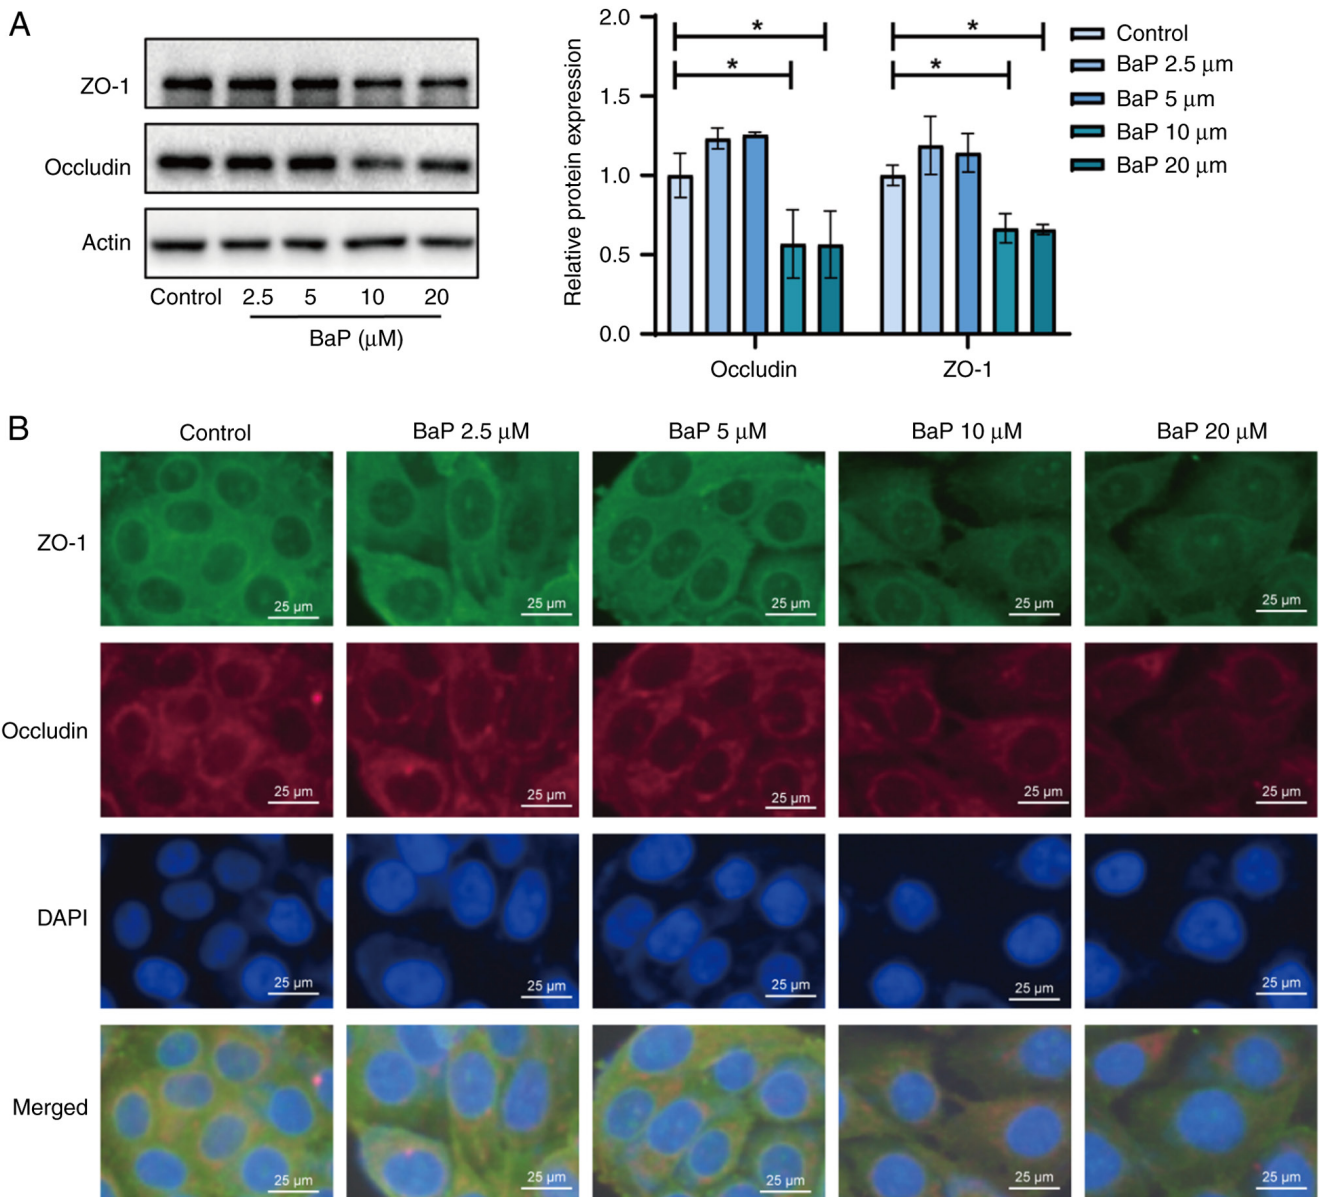 A
ZO-1
Occludin
Actin
Control 2.5 5 10 20
BaP (μM)
Relative protein expression
2.0
1.5
1.0
0.5
0.0
* *
* *
Occludin ZO-1
Control
BaP 2.5 μm
BaP 5 μm
BaP 10 μm
BaP 20 μm
B
Control BaP 2.5 μM BaP 5 μM BaP 10 μM BaP 20 μM
ZO-1
25 μm 25 μm 25 μm 25 μm 25 μm
Occludin
25 μm 25 μm 25 μm 25 μm 25 μm
DAPI
25 μm 25 μm 25 μm 25 μm 25 μm
Merged
25 μm 25 μm 25 μm 25 μm 25 μm